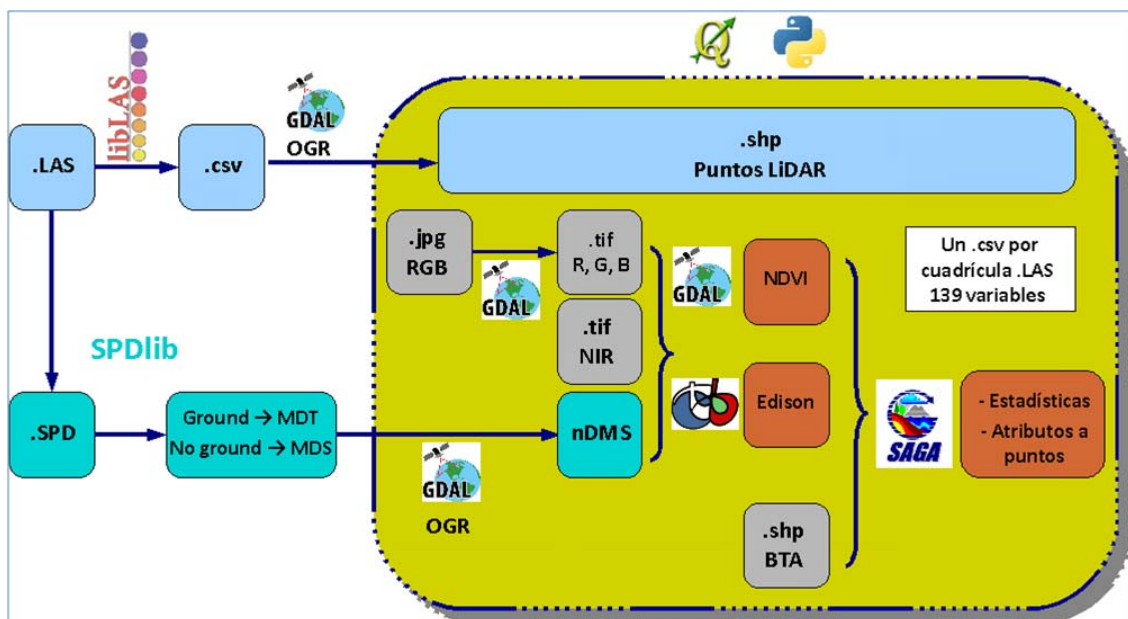 libLAS
GDAL
OGR
.LAS
.csv
.shp
Puntos LiDAR
.jpg
RGB
GDAL
.tif
R, G, B
GDAL
NDVI
Un .csv por
cuadrícula .LAS
139 variables
.tif
NIR
SPDlib
.SPD
Ground → MDT
No ground → MDS
GDAL
OGR
nDMS
Edison
SAGA
- Estadísticas
- Atributos a
puntos
.shp
BTA